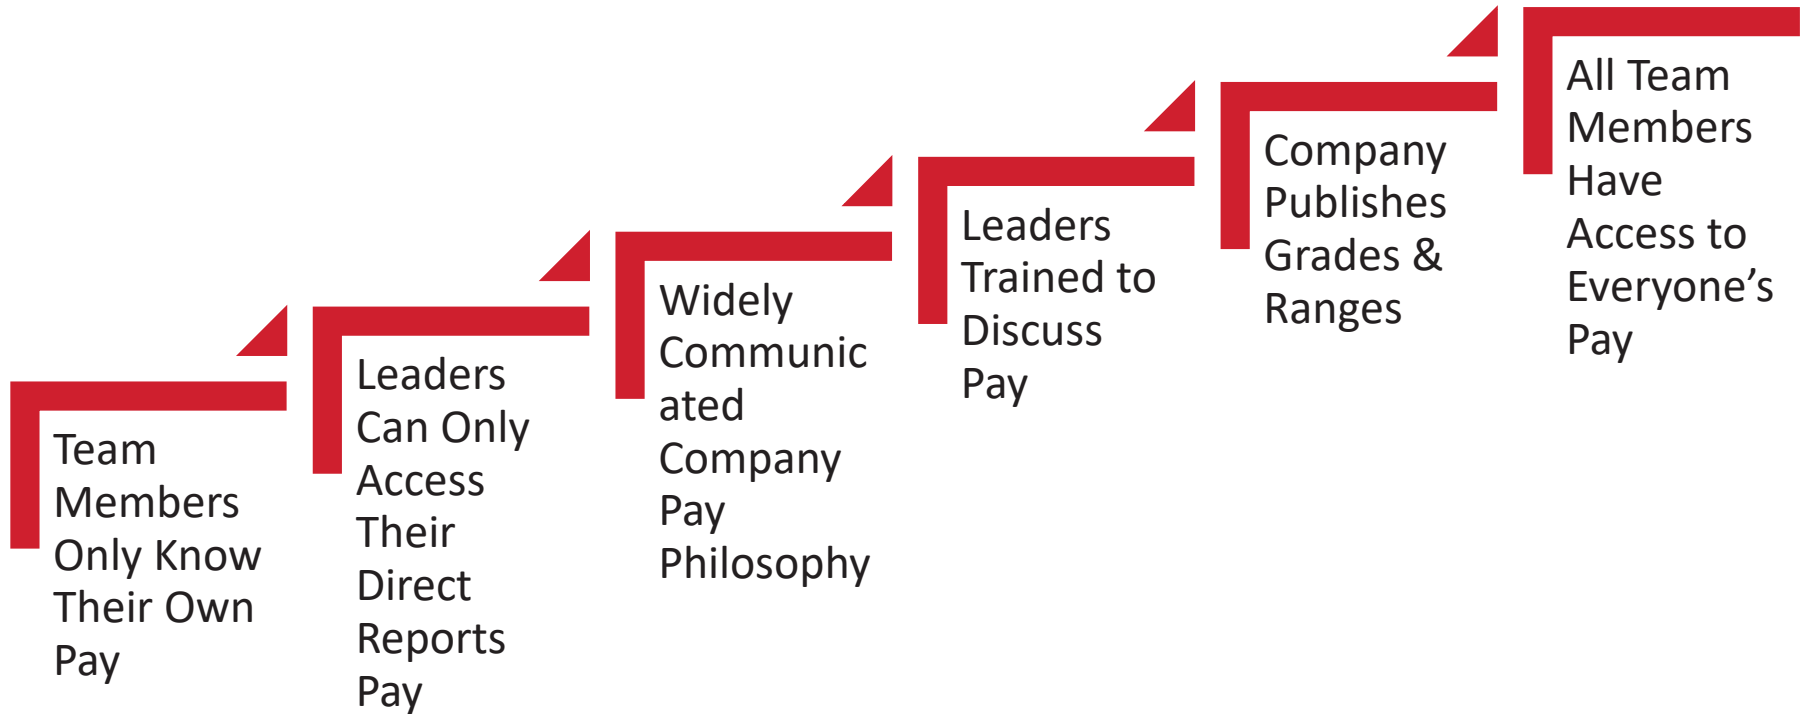 Team
Members
Only Know
Their Own
Pay
Leaders
Can Only
Access
Their
Direct
Reports
Pay
Widely
Communic
ated
Company
Pay
Philosophy
Leaders
Trained to
Discuss
Pay
Company
Publishes
Grades &
Ranges
All Team
Members
Have
Access to
Everyone’s
Pay